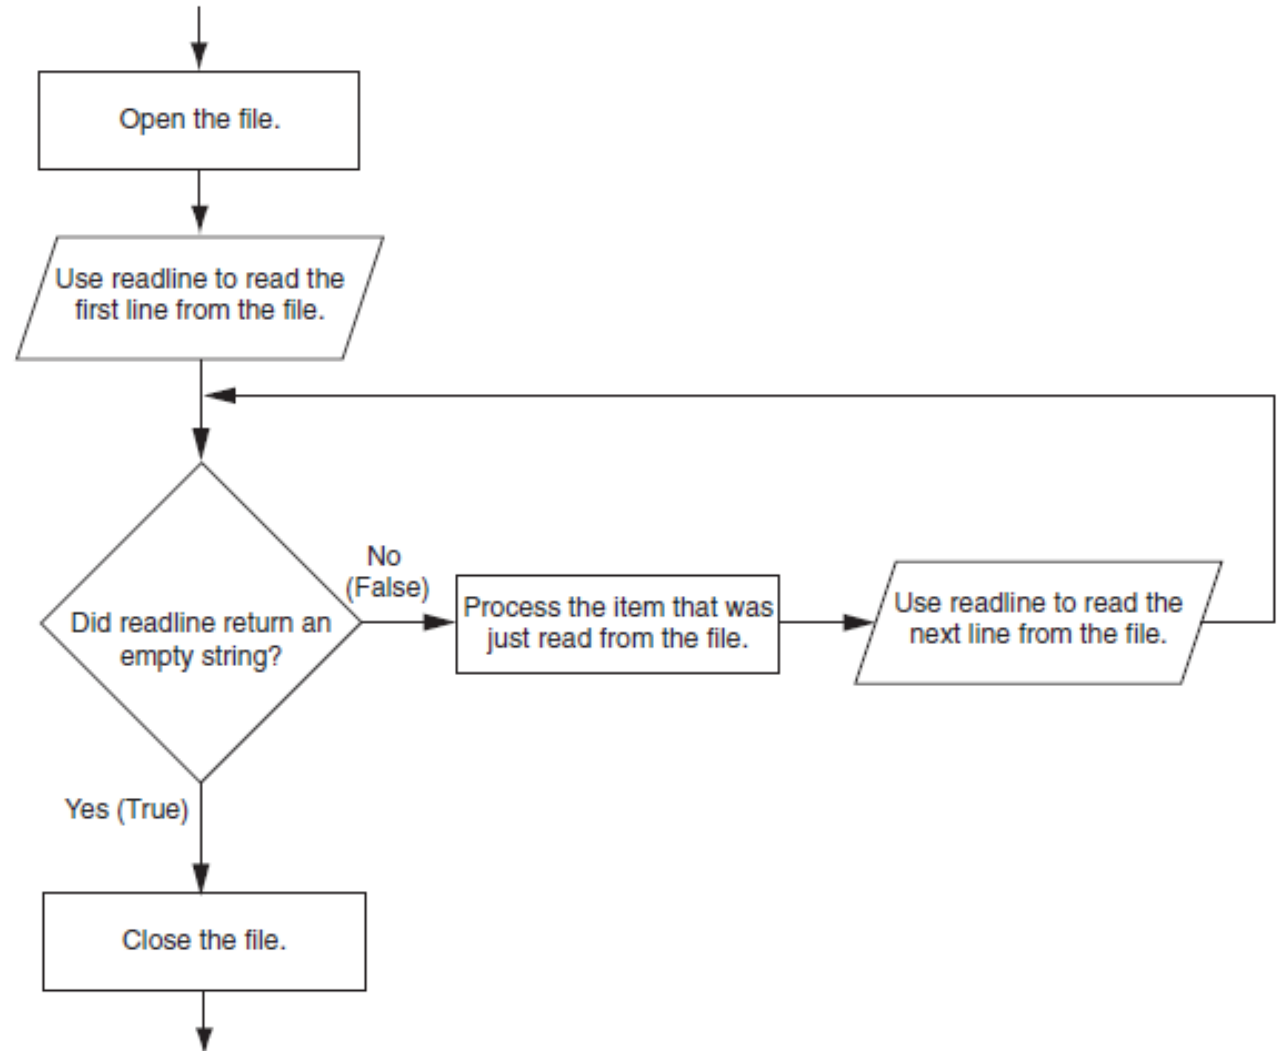 Open the file.
Use readline to read the
first line from the file.
No
(False)
Did readline return an
empty string?
Process the item that was
just read from the file.
Use readline to read the
next line from the file.
Yes (True)
Close the file.